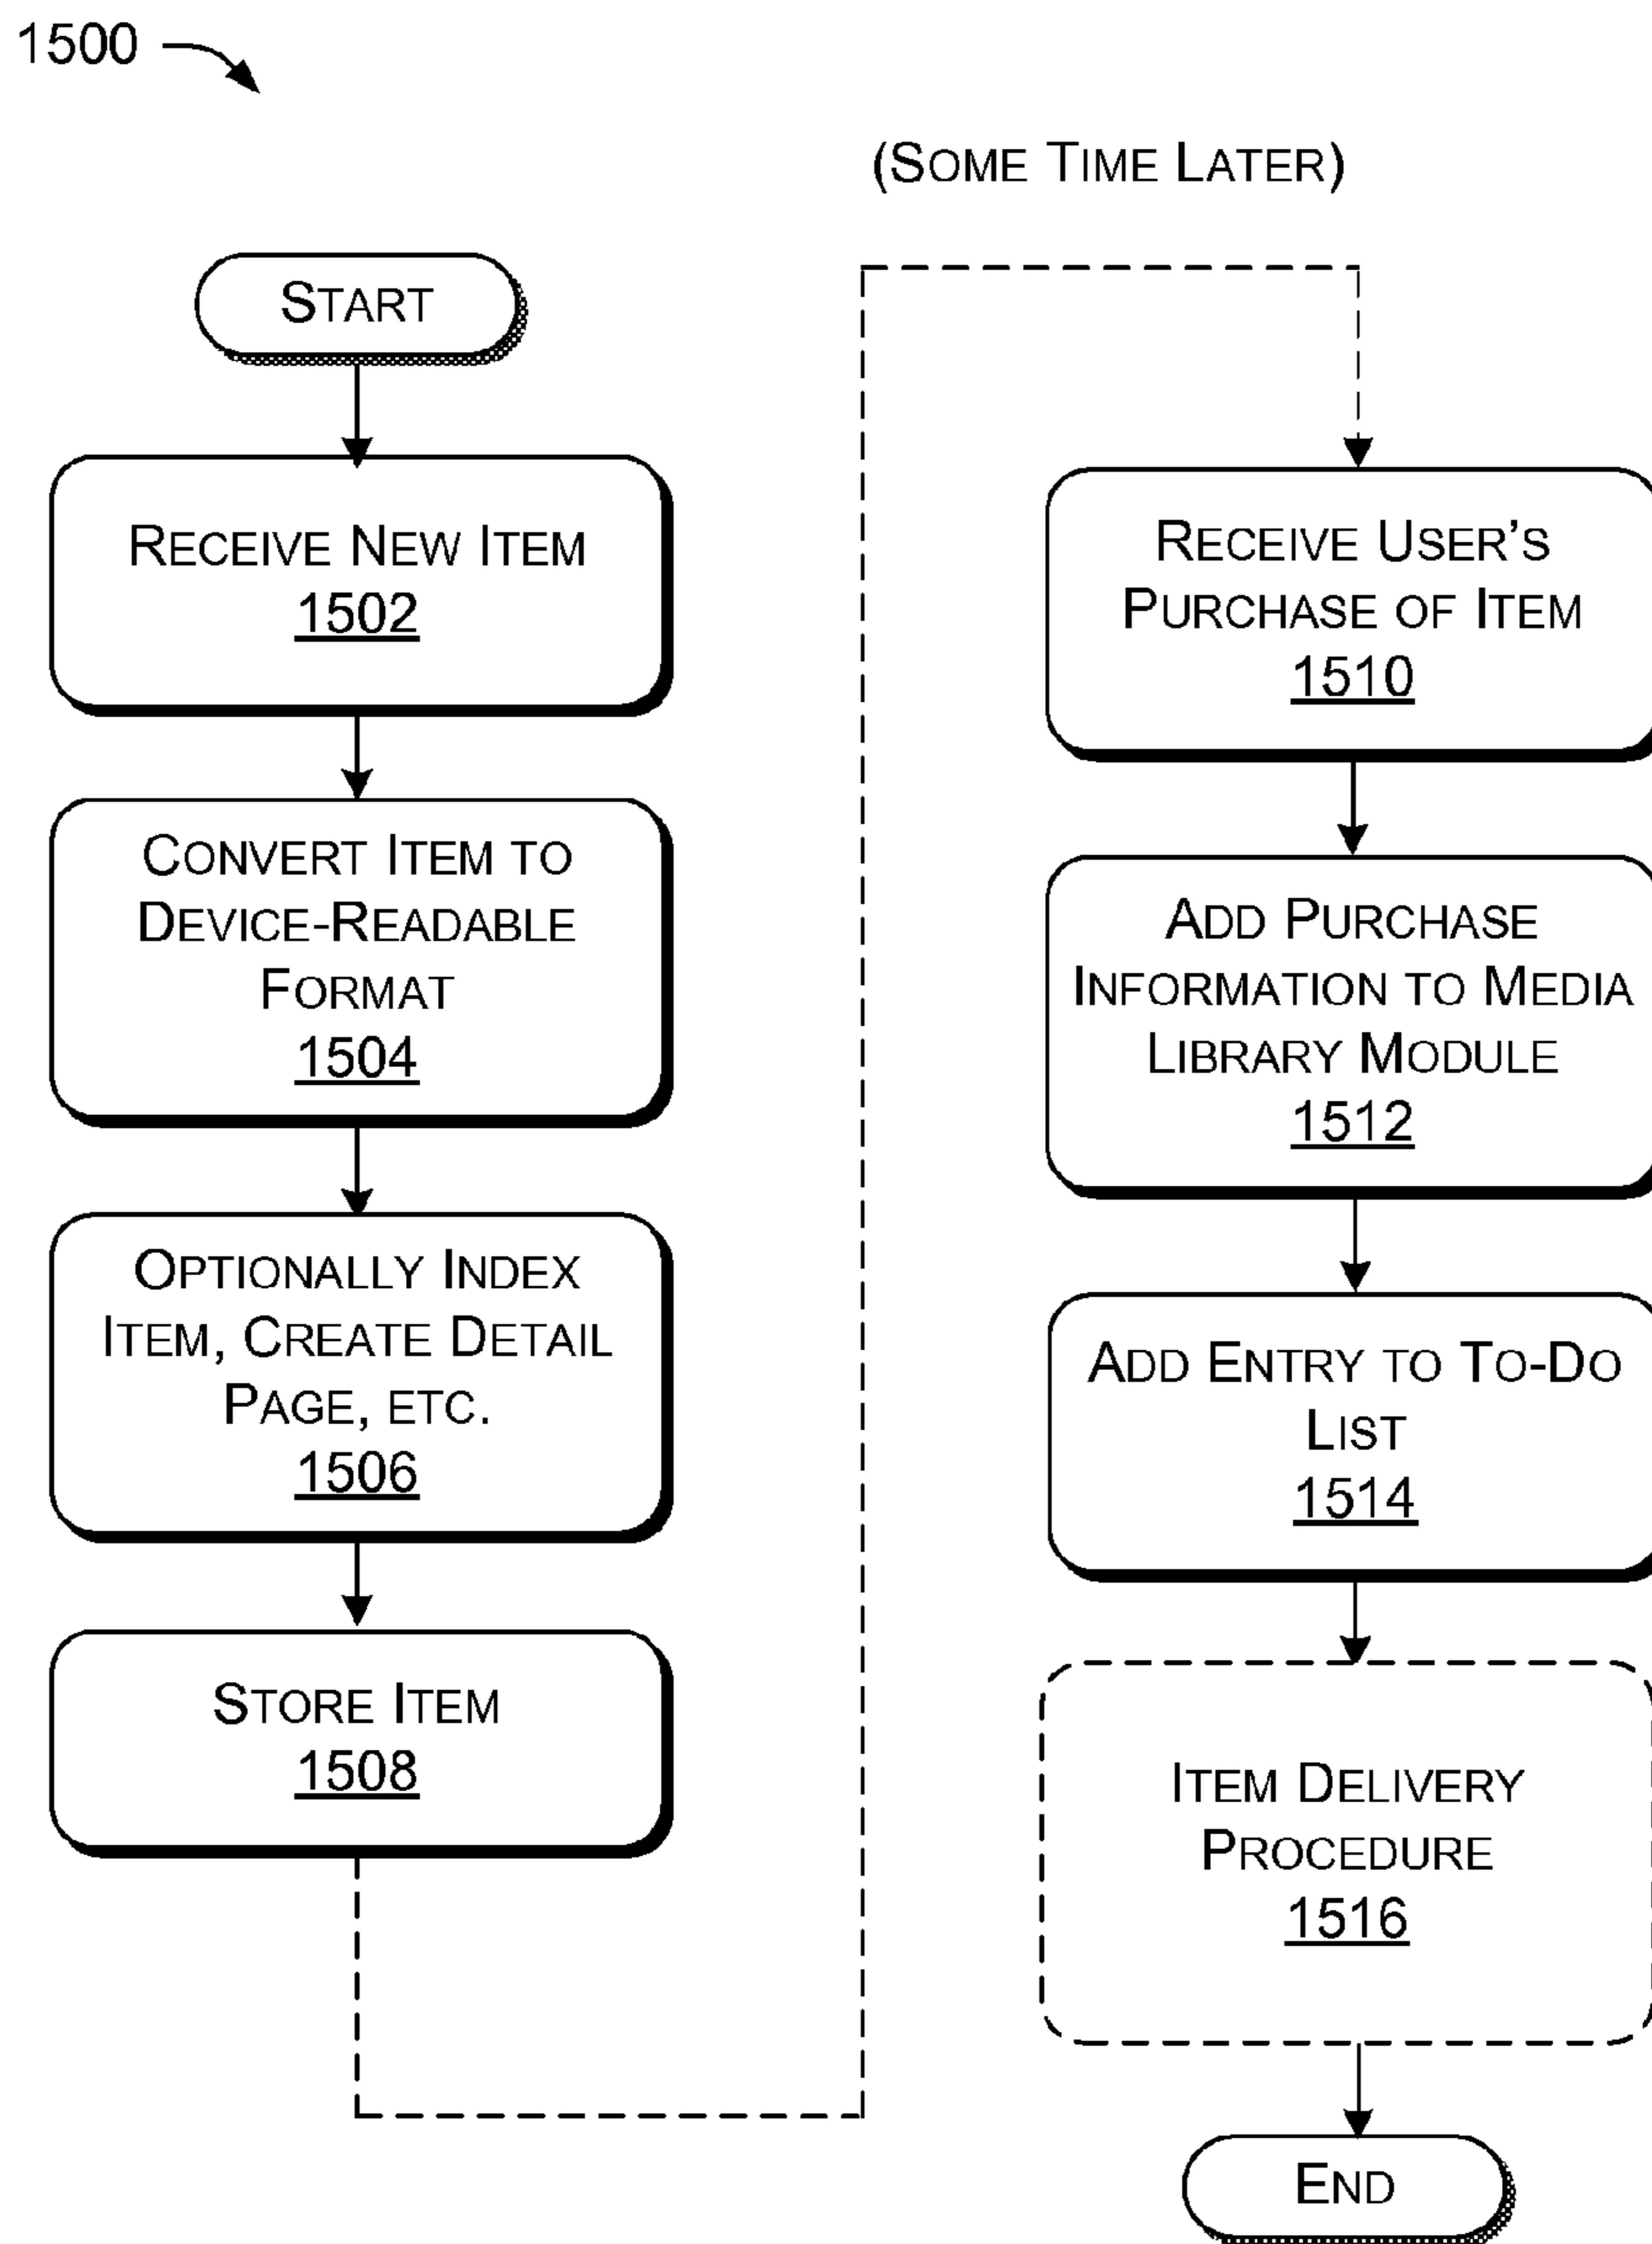 1500
START
RECEIVE NEW ITEM
1502
CONVERT ITEM TO
DEVICE-READABLE
FORMAT
1504
OPTIONALLY INDEX
ITEM, CREATE DETAIL
PAGE, ETC.
1506
STORE ITEM
1508
(SOME TIME LATER)
RECEIVE USER'S
PURCHASE OF ITEM
1510
ADD PURCHASE
INFORMATION TO MEDIA
LIBRARY MODULE
1512
ADD ENTRY TO TO-DO
LIST
1514
ITEM DELIVERY
PROCEDURE
1516
END